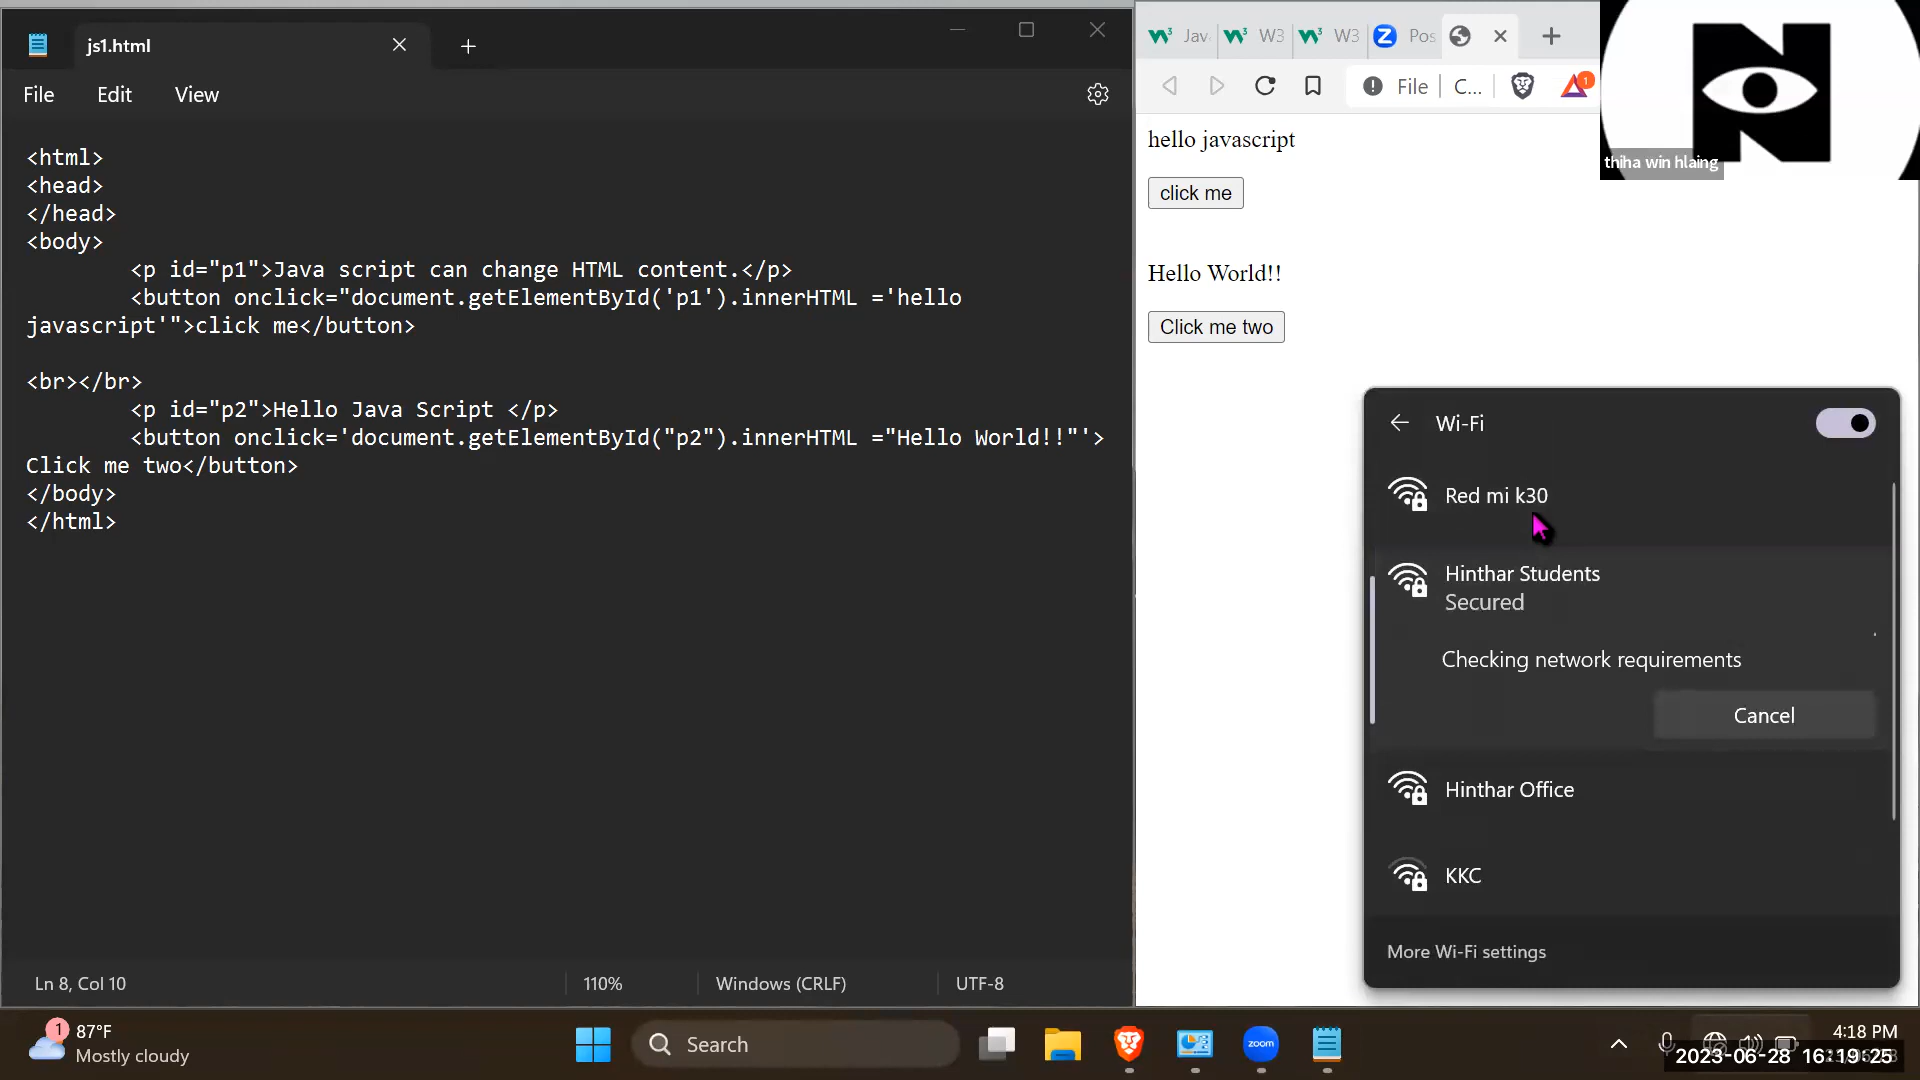 js1.html
File Edit View
<html>
<head>
</head>
<body>
<p id="p1">Java script can change HTML content.</p>
<button onclick="document.getElementById('p1').innerHTML ='hello
javascript'">click me</button>
<br></br>
<p id="p2">Hello Java Script </p>
<button onclick='document.getElementById("p2").innerHTML ="Hello World!!"'>
Click me two</button>
</body>
</html>
Ln 8, Col 10 110% Windows (CRLF) UTF-8
Jav W3 W3 Pos
File C... 1
hello javascript
click me
Hello World!!
Click me two
thiha win hlaing
Wi-Fi
Red mi k30
Hinthar Students
Secured
Checking network requirements
Cancel
Hinthar Office
KKC
More Wi-Fi settings
1 87°F
Mostly cloudy
Search
zoom
4:18 PM
2023-06-28 16:19:25